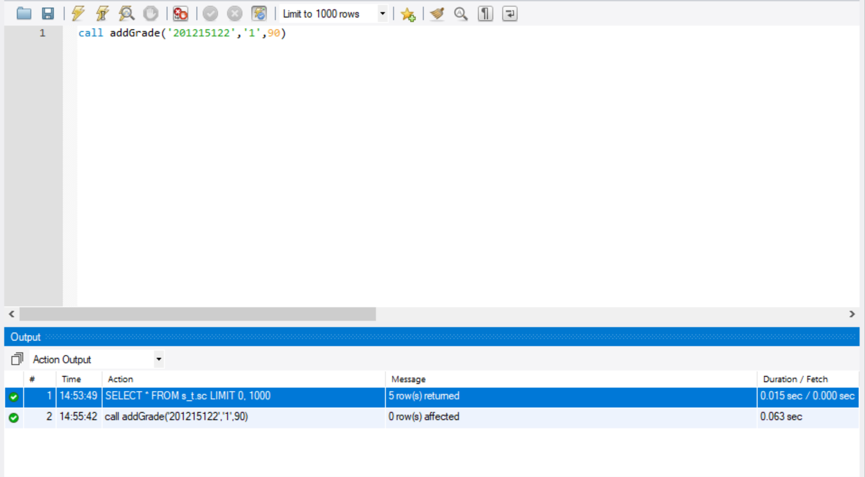 Limit to 1000 rows
1 call addGrade('201215122','1',90)
Output
Action Output
# Time Action Message Duration / Fetch
1 14:53:49 SELECT * FROM s_t.sc LIMIT 0, 1000 5 row(s) returned 0.015 sec / 0.000 sec
2 14:55:42 call addGrade('201215122','1',90) 0 row(s) affected 0.063 sec